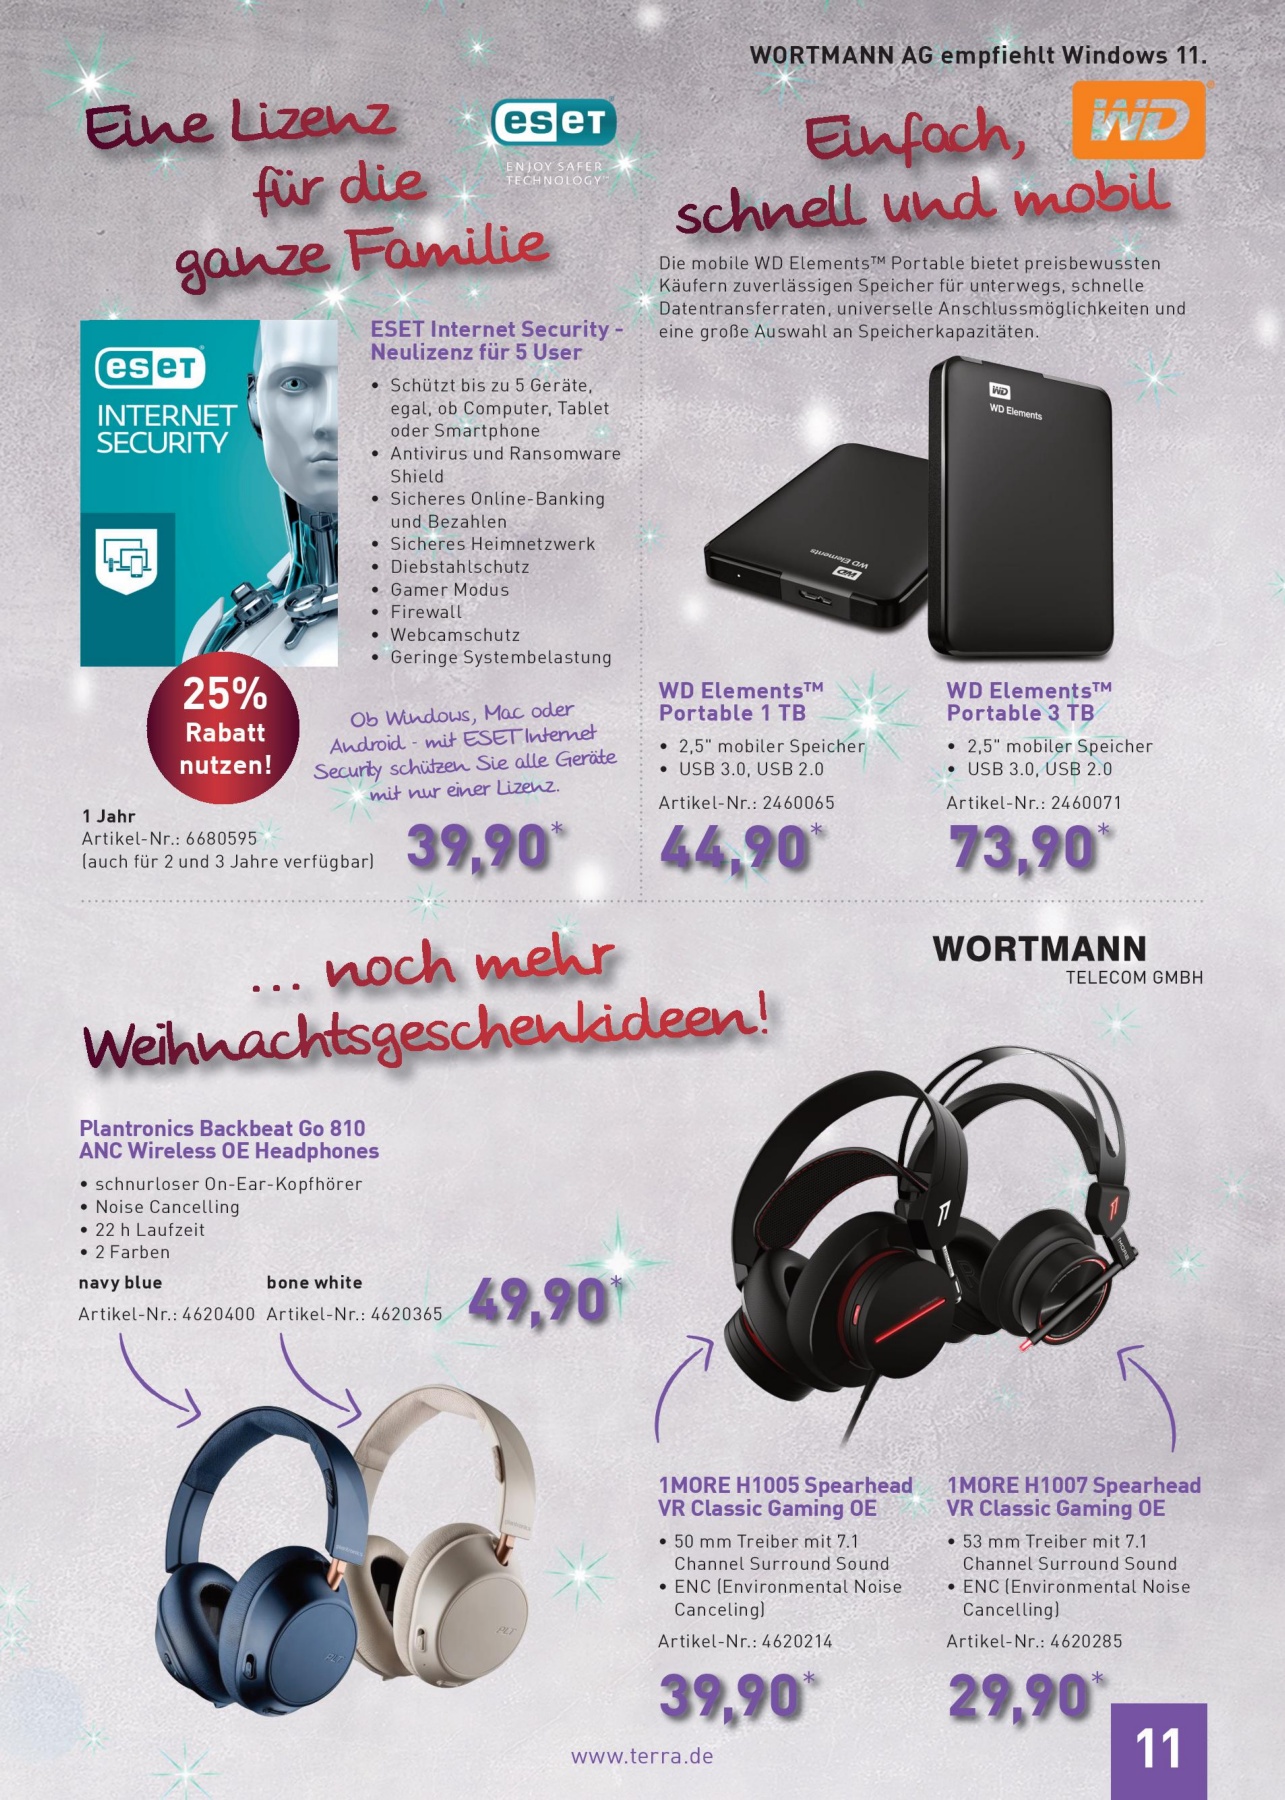 WORTMANN AG empfiehlt Windows 11.
Eine Lizenz
für die
ganze Familie
eseT
ENJOY SAFER
TECHNOLOGY™
eseT
INTERNET
SECURITY
ESET Internet Security -
Neulizenz für 5 User
• Schützt bis zu 5 Geräte,
egal, ob Computer, Tablet
oder Smartphone
• Antivirus und Ransomware
Shield
• Sicheres Online-Banking
und Bezahlen
• Sicheres Heimnetzwerk
• Diebstahlschutz
• Gamer Modus
• Firewall
• Webcamschutz
• Geringe Systembelastung
25%
Rabatt
nutzen!
Ob Windows, Mac oder
Android - mit ESET Internet
Security schützen Sie alle Geräte
mit nur einer Lizenz.
1 Jahr
Artikel-Nr.: 6680595
(auch für 2 und 3 Jahre verfügbar)
39,90*
Einfach,
schnell und mobil
WD®
Die mobile WD Elements™ Portable bietet preisbewussten
Käufern zuverlässigen Speicher für unterwegs, schnelle
Datentransferraten, universelle Anschlussmöglichkeiten und
eine große Auswahl an Speicherkapazitäten.
WD
WD Elements
WD Elements
WD
WD Elements™
Portable 1 TB
• 2,5" mobiler Speicher
• USB 3.0, USB 2.0
Artikel-Nr.: 2460065
44,90*
WD Elements™
Portable 3 TB
• 2,5" mobiler Speicher
• USB 3.0, USB 2.0
Artikel-Nr.: 2460071
73,90*
... noch mehr
Weihnachtsgeschenkideen!
WORTMANN
TELECOM GMBH
Plantronics Backbeat Go 810
ANC Wireless OE Headphones
• schnurloser On-Ear-Kopfhörer
• Noise Cancelling
• 22 h Laufzeit
• 2 Farben
navy blue
Artikel-Nr.: 4620400
bone white
Artikel-Nr.: 4620365
49,90*
PLT
PLT
1MORE
1MORE H1005 Spearhead
VR Classic Gaming OE
• 50 mm Treiber mit 7.1
Channel Surround Sound
• ENC (Environmental Noise
Canceling)
Artikel-Nr.: 4620214
39,90*
1MORE H1007 Spearhead
VR Classic Gaming OE
• 53 mm Treiber mit 7.1
Channel Surround Sound
• ENC (Environmental Noise
Cancelling)
Artikel-Nr.: 4620285
29,90*
www.terra.de
11